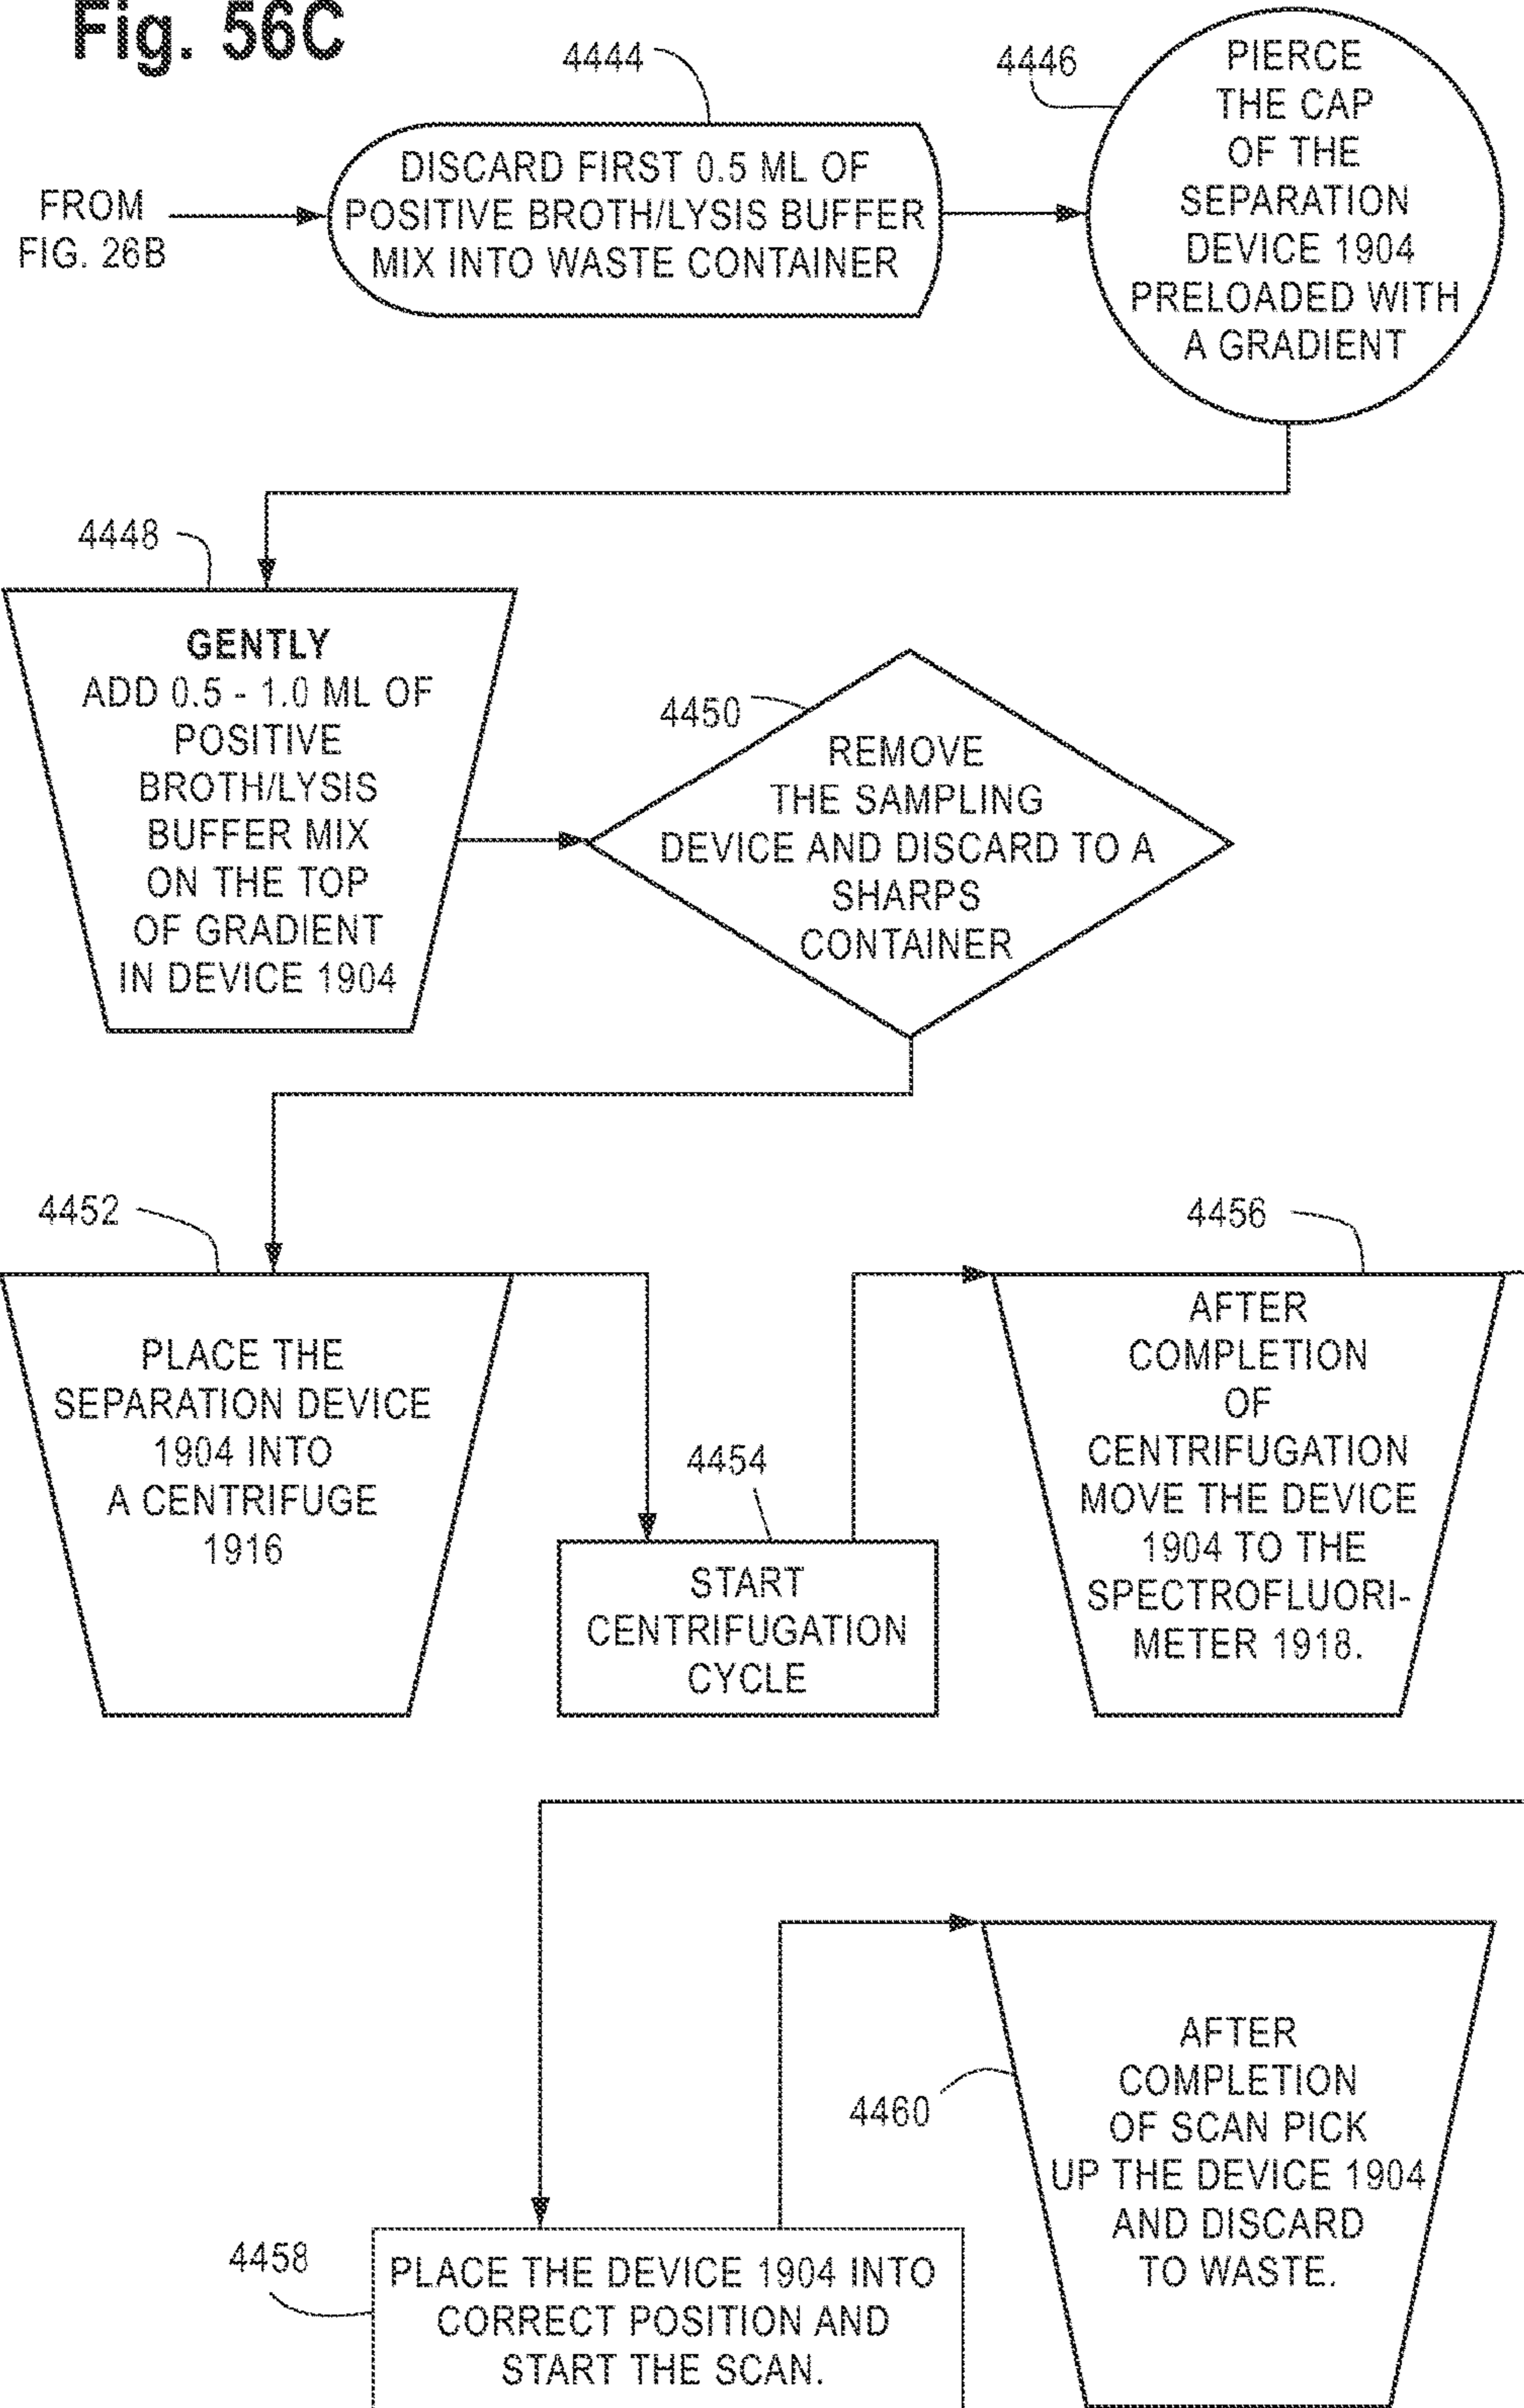 Fig. 56C
4444
4446
FROM
FIG. 26B
DISCARD FIRST 0.5 ML OF
POSITIVE BROTH/LYSIS BUFFER
MIX INTO WASTE CONTAINER
PIERCE
THE CAP
OF THE
SEPARATION
DEVICE 1904
PRELOADED WITH
A GRADIENT
4448
GENTLY
ADD 0.5 - 1.0 ML OF
POSITIVE
BROTH/LYSIS
BUFFER MIX
ON THE TOP
OF GRADIENT
IN DEVICE 1904
4450
REMOVE
THE SAMPLING
DEVICE AND DISCARD TO A
SHARPS
CONTAINER
4452
PLACE THE
SEPARATION DEVICE
1904 INTO
A CENTRIFUGE
1916
4454
START
CENTRIFUGATION
CYCLE
4456
AFTER
COMPLETION
OF
CENTRIFUGATION
MOVE THE DEVICE
1904 TO THE
SPECTROFLUORI-
METER 1918.
4458
PLACE THE DEVICE 1904 INTO
CORRECT POSITION AND
START THE SCAN.
4460
AFTER
COMPLETION
OF SCAN PICK
UP THE DEVICE 1904
AND DISCARD
TO WASTE.